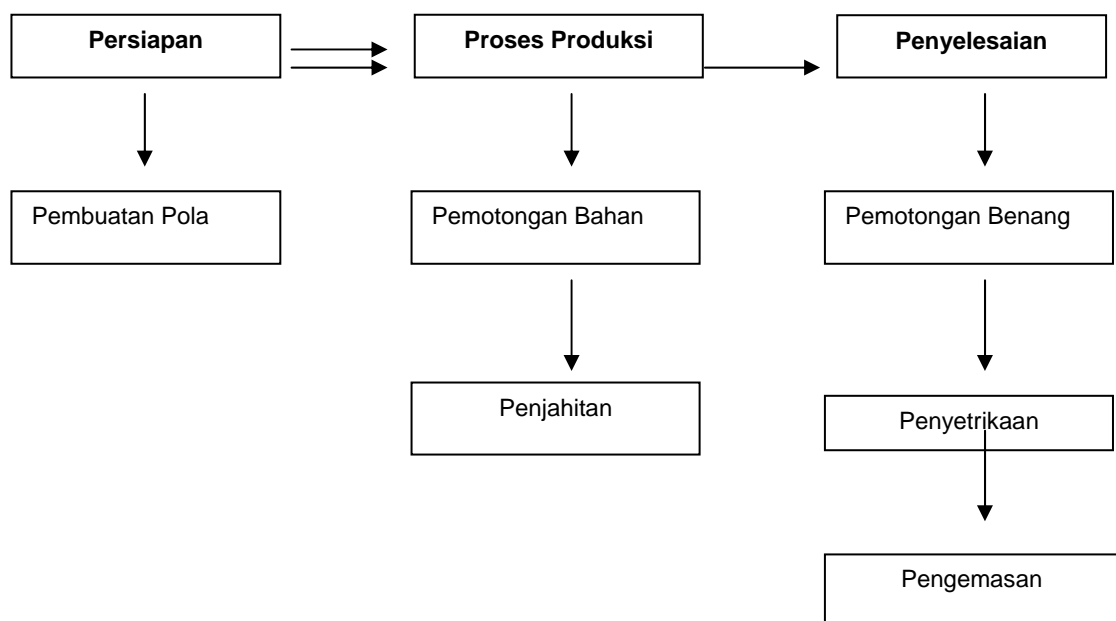 Persiapan
Proses Produksi
Penyelesaian
Pembuatan Pola
Pemotongan Bahan
Pemotongan Benang
Penjahitan
Penyetrikaan
Pengemasan